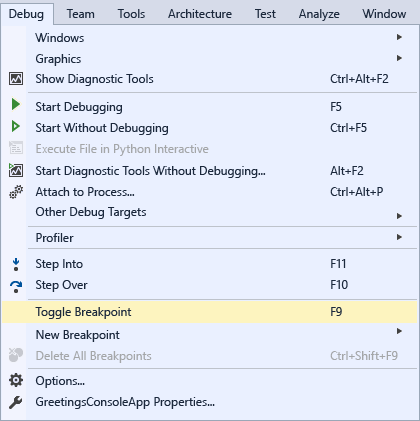 Debug Team Tools Architecture Test Analyze Window
Windows
Graphics
Show Diagnostic Tools Ctrl+Alt+F2
Start Debugging F5
Start Without Debugging Ctrl+F5
Execute File in Python Interactive
Start Diagnostic Tools Without Debugging... Alt+F2
Attach to Process... Ctrl+Alt+P
Other Debug Targets
Profiler
Step Into F11
Step Over F10
Toggle Breakpoint F9
New Breakpoint
Delete All Breakpoints Ctrl+Shift+F9
Options...
GreetingsConsoleApp Properties...